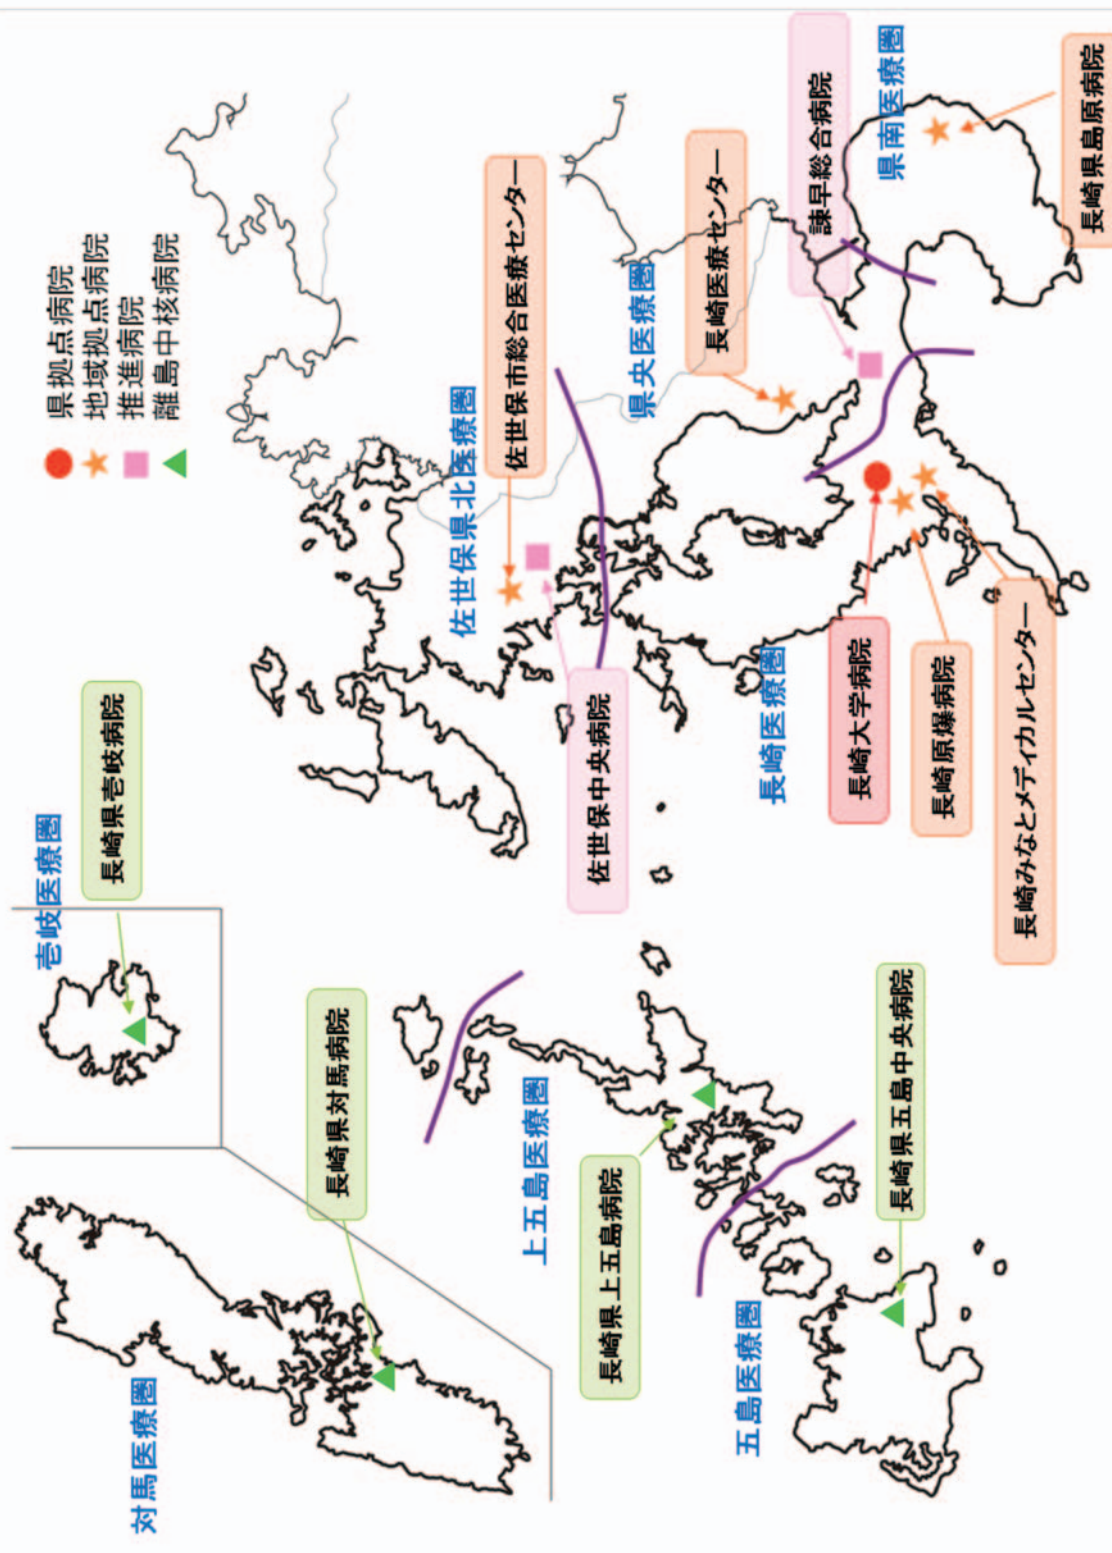 県拠点病院
地域拠点病院
推進病院
離島中核病院
対馬医療圏
壱岐医療圏
長崎県壱岐病院
長崎県対馬病院
佐世保県北医療圏
佐世保市総合医療センター
佐世保中央病院
上五島医療圏
長崎県上五島病院
県央医療圏
長崎医療センター
諫早総合病院
県南医療圏
長崎県島原病院
五島医療圏
長崎県五島中央病院
長崎医療圏
長崎大学病院
長崎原爆病院
長崎みなとメディカルセンター